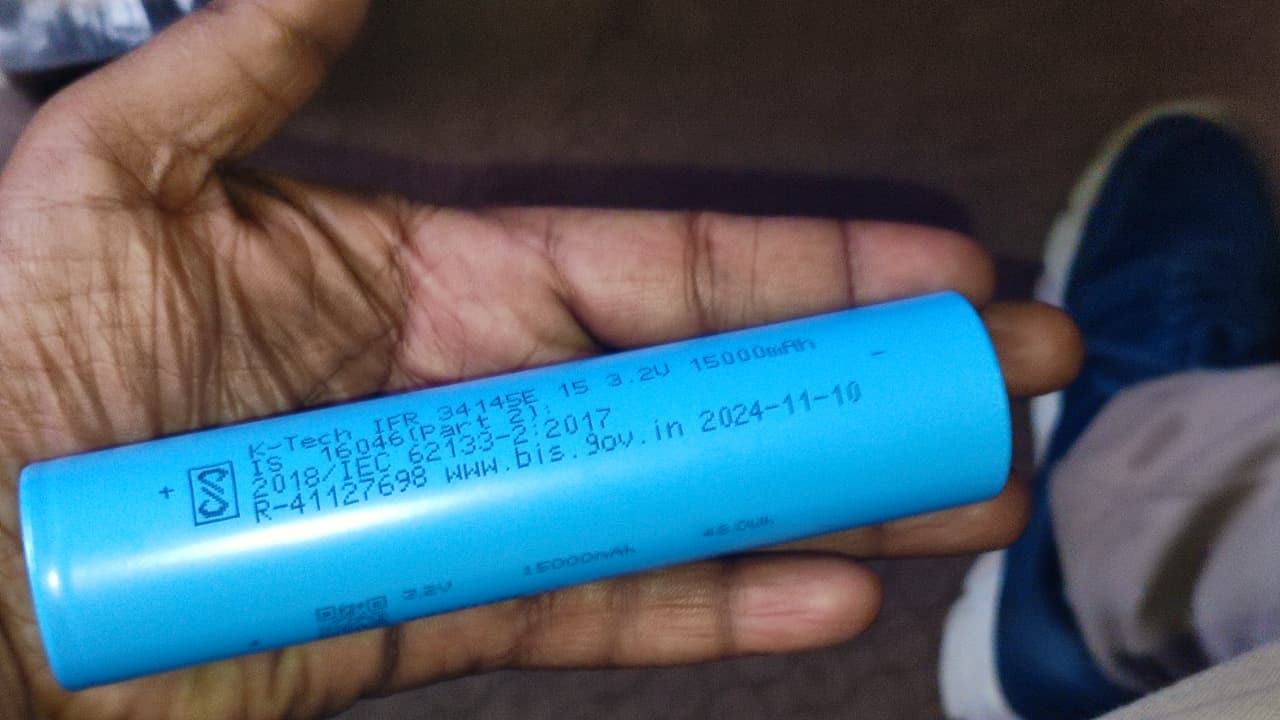 K-Tech IFR 34145E 15 3.2V 15000mAh -
IS 16046(Part 2):
2018/IEC 62133-2:2017
+ R-41127698 www.bis.gov.in 2024-11-10
3.2V 15000mAh 48.0Wh